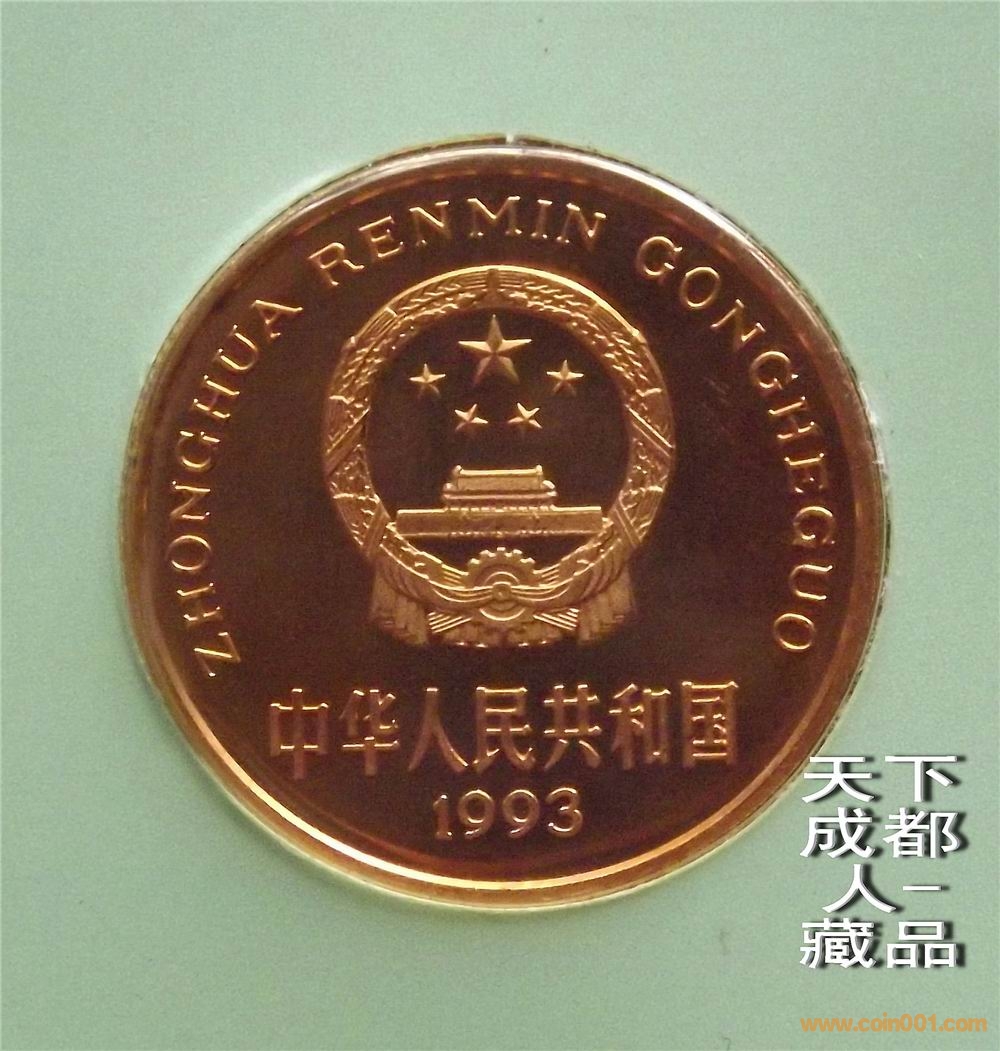 ZHONGHUA RENMIN GONGHEGUO
中华人民共和国
1993
天下
成都
人-
藏品
www.coin001.com